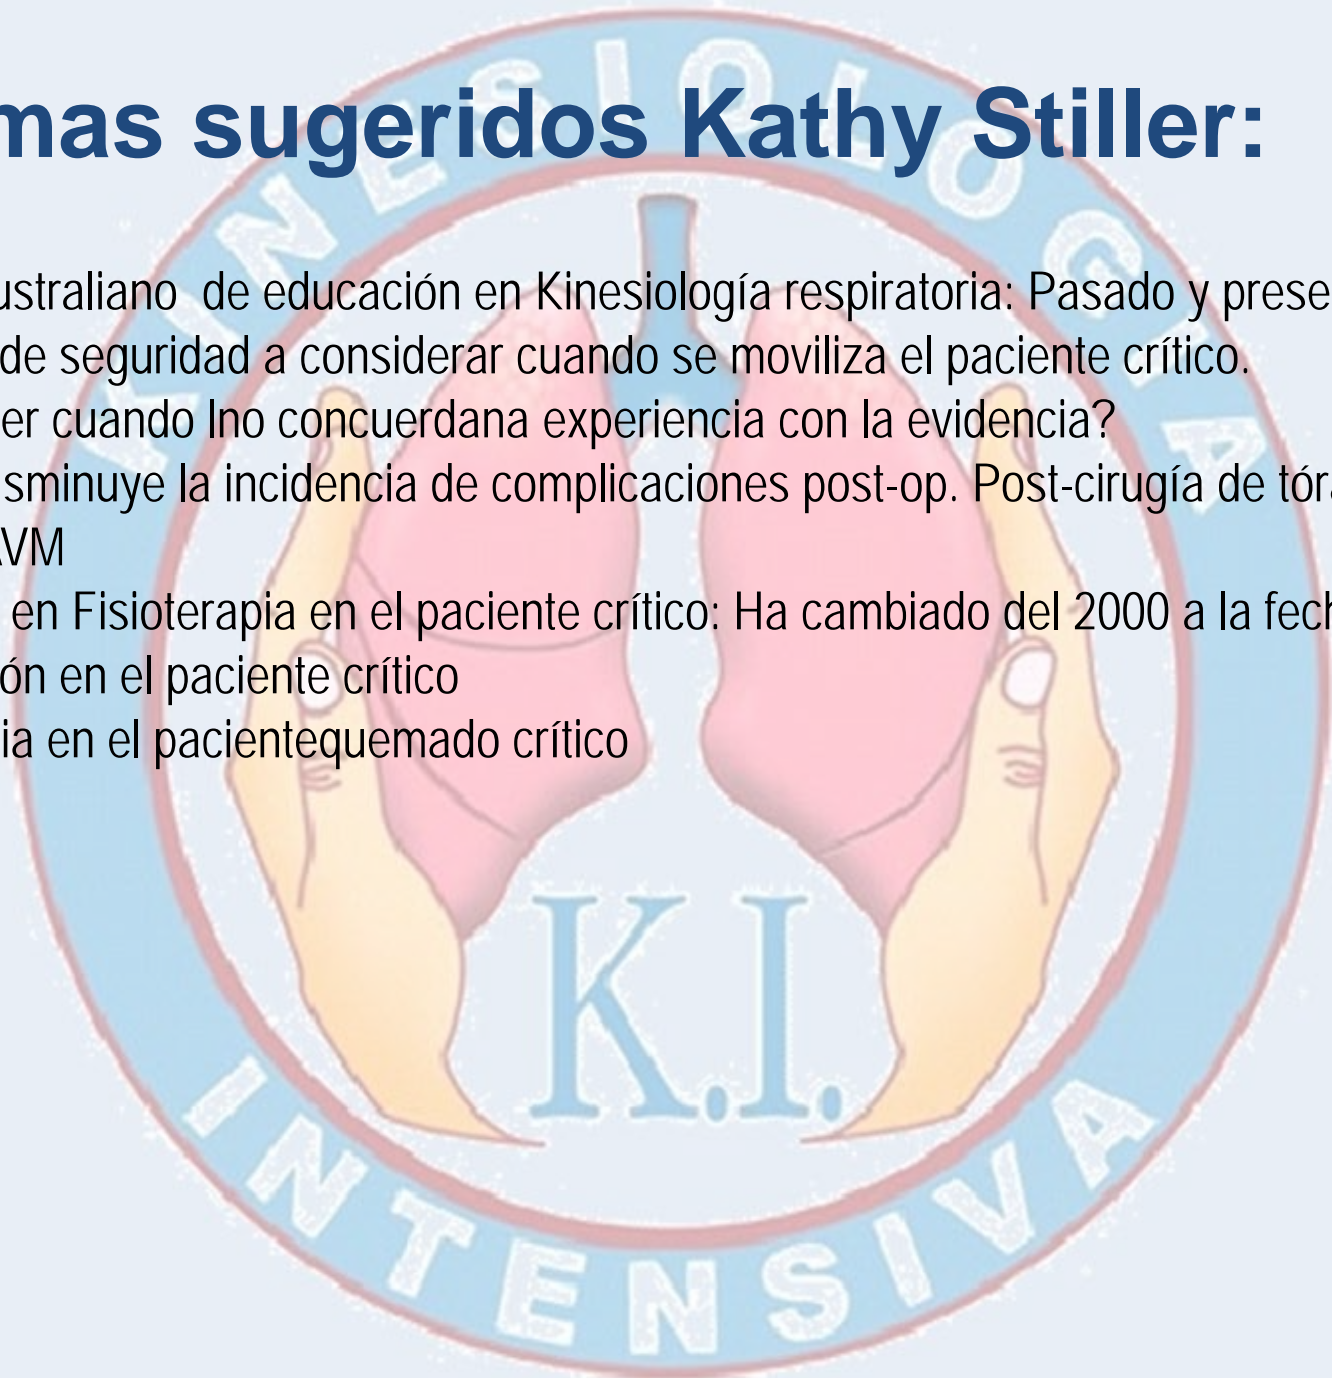 mas sugeridos Kathy Stiller:
ustraliano de educación en Kinesiología respiratoria: Pasado y prese
de seguridad a considerar cuando se moviliza el paciente crítico.
er cuando lno concuerdana experiencia con la evidencia?
sminuye la incidencia de complicaciones post-op. Post-cirugía de tóra
AVM
en Fisioterapia en el paciente crítico: Ha cambiado del 2000 a la fech
ón en el paciente crítico
ia en el pacientequemado crítico
KINESIOLOGIA
K.I.
INTENSIVA